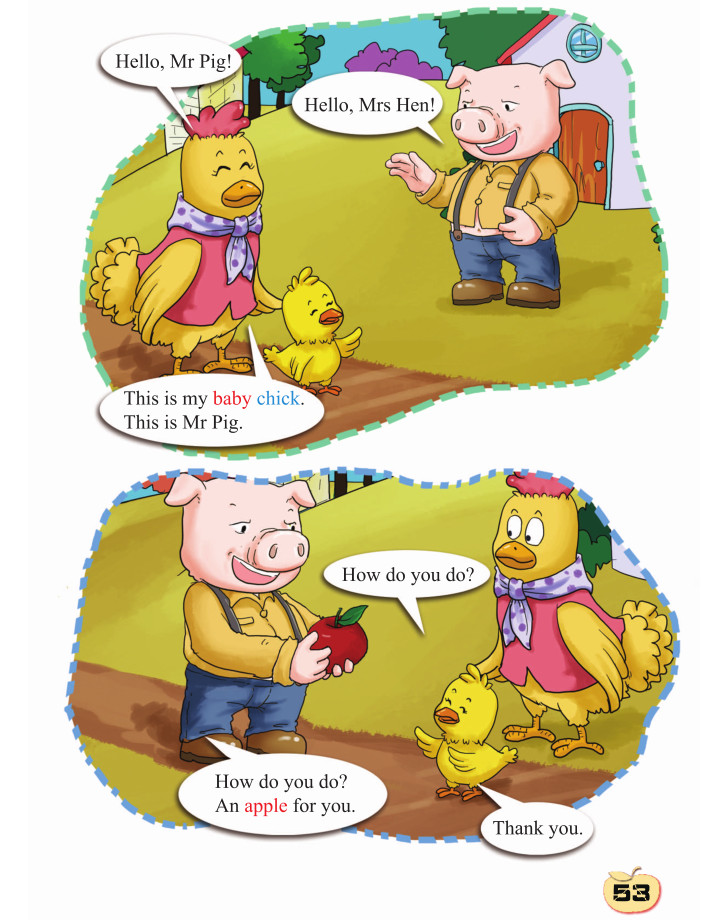 Hello, Mr Pig!
Hello, Mrs Hen!
This is my baby chick.
This is Mr Pig.
How do you do?
How do you do?
An apple for you.
Thank you.
53